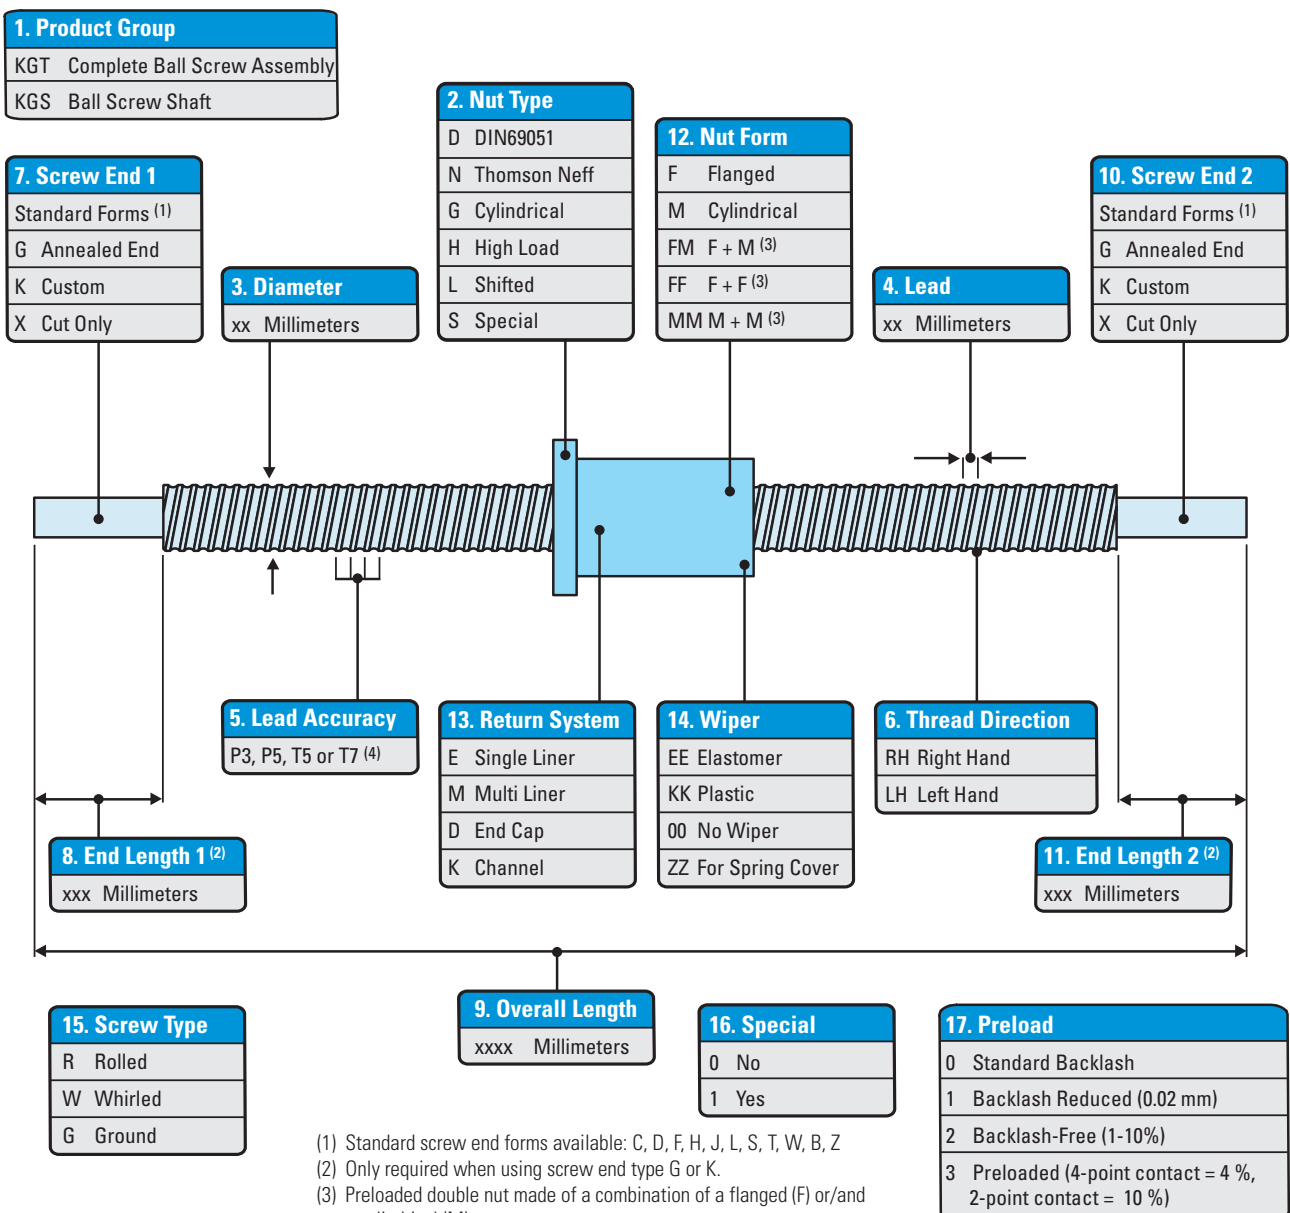 1. Product Group
KGT Complete Ball Screw Assembly
KGS Ball Screw Shaft
2. Nut Type
D DIN69051
N Thomson Neff
G Cylindrical
H High Load
L Shifted
S Special
12. Nut Form
F Flanged
M Cylindrical
FM F + M (3)
FF F + F (3)
MM M + M (3)
7. Screw End 1
Standard Forms (1)
G Annealed End
K Custom
X Cut Only
3. Diameter
xx Millimeters
4. Lead
xx Millimeters
10. Screw End 2
Standard Forms (1)
G Annealed End
K Custom
X Cut Only
5. Lead Accuracy
P3, P5, T5 or T7 (4)
13. Return System
E Single Liner
M Multi Liner
D End Cap
K Channel
14. Wiper
EE Elastomer
KK Plastic
00 No Wiper
ZZ For Spring Cover
6. Thread Direction
RH Right Hand
LH Left Hand
8. End Length 1 (2)
xxx Millimeters
11. End Length 2 (2)
xxx Millimeters
9. Overall Length
xxxx Millimeters
15. Screw Type
R Rolled
W Whirled
G Ground
16. Special
0 No
1 Yes
17. Preload
0 Standard Backlash
1 Backlash Reduced (0.02 mm)
2 Backlash-Free (1-10%)
3 Preloaded (4-point contact = 4 %,
2-point contact = 10 %)
(1) Standard screw end forms available: C, D, F, H, J, L, S, T, W, B, Z
(2) Only required when using screw end type G or K.
(3) Preloaded double nut made of a combination of a flanged (F) or/and